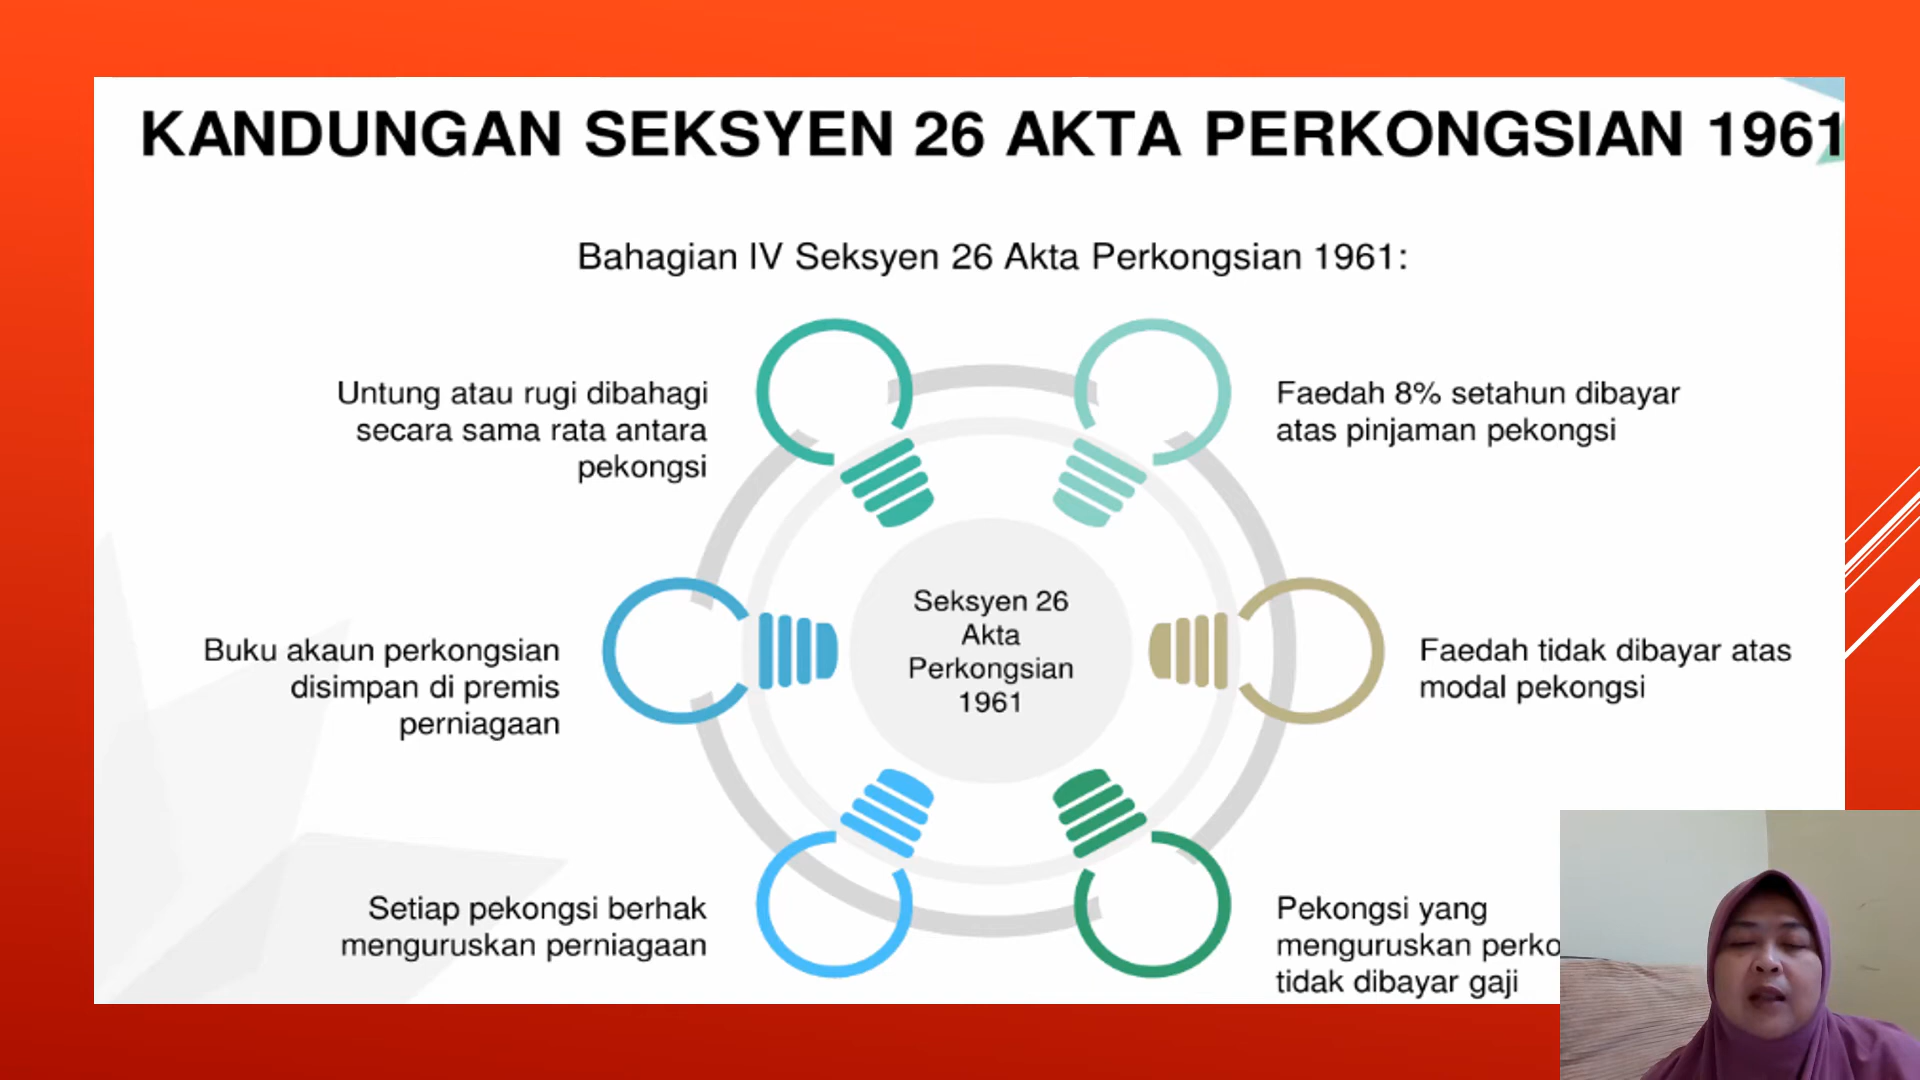 KANDUNGAN SEKSYEN 26 AKTA PERKONGSIAN 1961
Bahagian IV Seksyen 26 Akta Perkongsian 1961:
Untung atau rugi dibahagi
secara sama rata antara
pekongsi
Faedah 8% setahun dibayar
atas pinjaman pekongsi
Buku akaun perkongsian
disimpan di premis
perniagaan
Seksyen 26
Akta
Perkongsian
1961
Faedah tidak dibayar atas
modal pekongsi
Setiap pekongsi berhak
menguruskan perniagaan
Pekongsi yang
menguruskan
tidak dibayar gaji